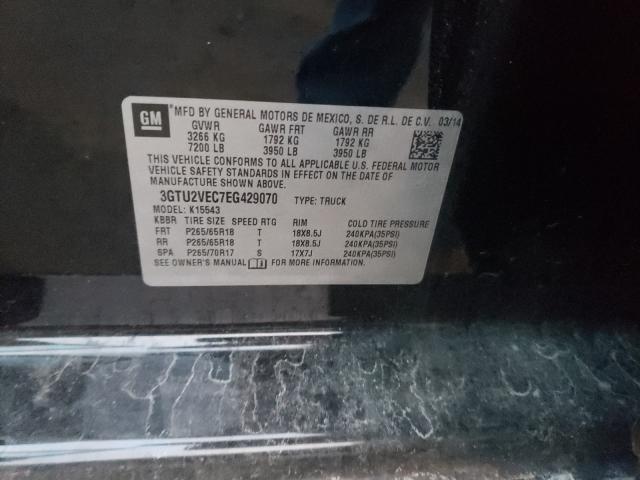 GM MFD BY GENERAL MOTORS DE MEXICO, S. DE R.L. DE C.V. 03/14
GVWR GAWR FRT GAWR RR
3266 KG 1792 KG 1792 KG
7200 LB 3950 LB 3950 LB
THIS VEHICLE CONFORMS TO ALL APPLICABLE U.S. FEDERAL MOTOR
VEHICLE SAFETY STANDARDS IN EFFECT ON THE DATE OF
MANUFACTURE SHOWN ABOVE.
3GTU2VEC7EG429070 TYPE: TRUCK
MODEL: K15543
KBBR TIRE SIZE SPEED RTG RIM COLD TIRE PRESSURE
FRT P265/65R18 T 18X8.5J 240KPA(35PSI)
RR P265/65R18 T 18X8.5J 240KPA(35PSI)
SPA P265/70R17 S 17X7J 240KPA(35PSI)
SEE OWNER'S MANUAL FOR MORE INFORMATION.